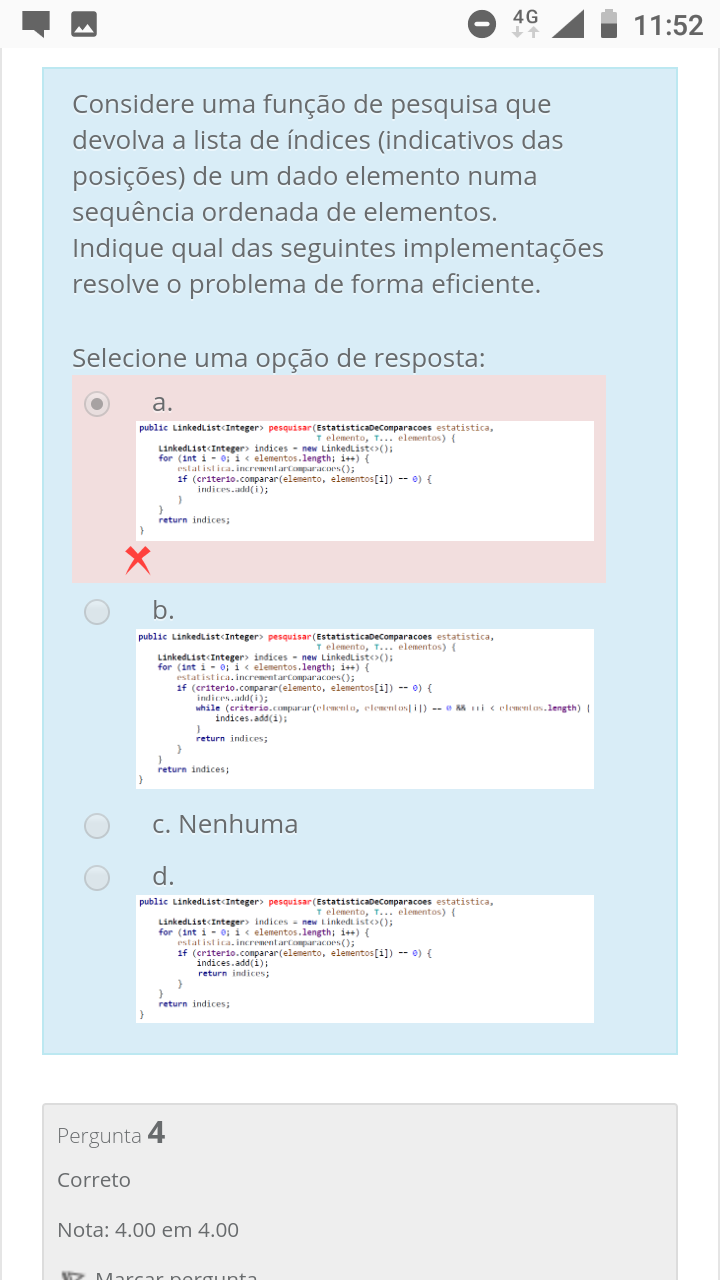 4G
11:52
Considere uma função de pesquisa que
devolva a lista de índices (indicativos das
posições) de um dado elemento numa
sequência ordenada de elementos.
Indique qual das seguintes implementações
resolve o problema de forma eficiente.
Selecione uma opção de resposta:
a.
public LinkedList<Integer> pesquisar(EstatisticaDeComparacoes estatistica,
T elemento, T... elementos) {
LinkedList<Integer> indices = new LinkedList<>();
for (int i = 0; i < elementos.length; i++) {
estatistica.incrementarComparacoes();
if (criterio.comparar(elemento, elementos[i]) == 0) {
indices.add(i);
}
}
return indices;
}
b.
public LinkedList<Integer> pesquisar(EstatisticaDeComparacoes estatistica,
T elemento, T... elementos) {
LinkedList<Integer> indices = new LinkedList<>();
for (int i = 0; i < elementos.length; i++) {
estatistica.incrementarComparacoes();
if (criterio.comparar(elemento, elementos[i]) == 0) {
indices.add(i);
while (criterio.comparar(elemento, elementos[i]) == 0 && ++i < elementos.length) {
indices.add(i);
}
return indices;
}
}
return indices;
}
c. Nenhuma
d.
public LinkedList<Integer> pesquisar(EstatisticaDeComparacoes estatistica,
T elemento, T... elementos) {
LinkedList<Integer> indices = new LinkedList<>();
for (int i = 0; i < elementos.length; i++) {
estatistica.incrementarComparacoes();
if (criterio.comparar(elemento, elementos[i]) == 0) {
indices.add(i);
return indices;
}
}
return indices;
}
Pergunta 4
Correto
Nota: 4.00 em 4.00
Marcar pergunta